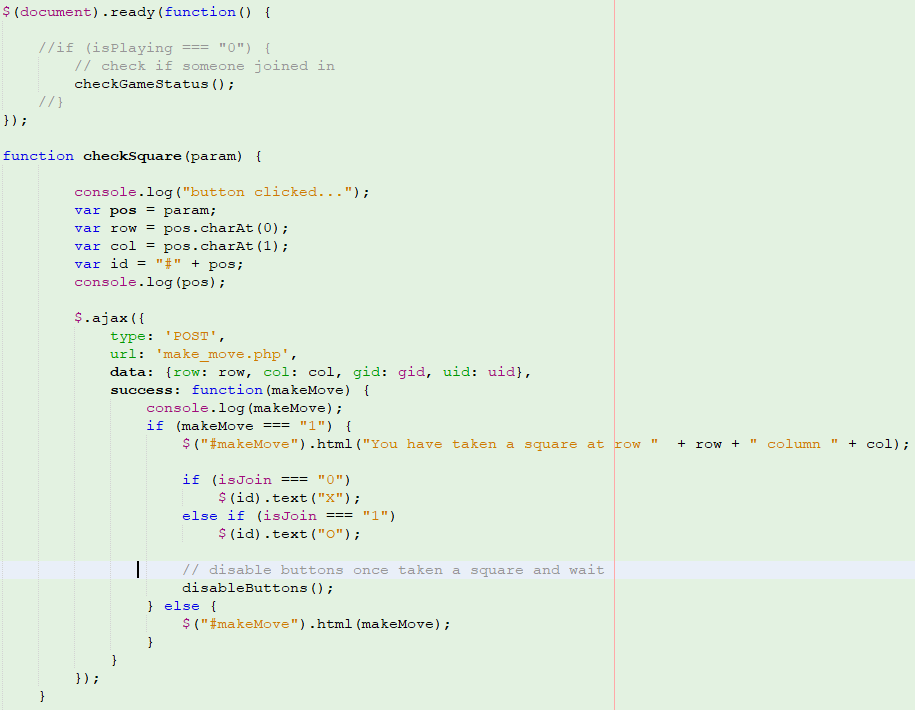 $(document).ready(function() {
//if (isPlaying === "0") {
// check if someone joined in
checkGameStatus();
//}
});
function checkSquare(param) {
console.log("button clicked...");
var pos = param;
var row = pos.charAt(0);
var col = pos.charAt(1);
var id = "#" + pos;
console.log(pos);
$.ajax({
type: 'POST',
url: 'make_move.php',
data: {row: row, col: col, gid: gid, uid: uid},
success: function(makeMove) {
console.log(makeMove);
if (makeMove === "1") {
$("#makeMove").html("You have taken a square at row "  + row + " column " + col);
if (isJoin === "0")
$(id).text("X");
else if (isJoin === "1")
$(id).text("O");
// disable buttons once taken a square and wait
disableButtons();
} else {
$("#makeMove").html(makeMove);
}
}
});
}